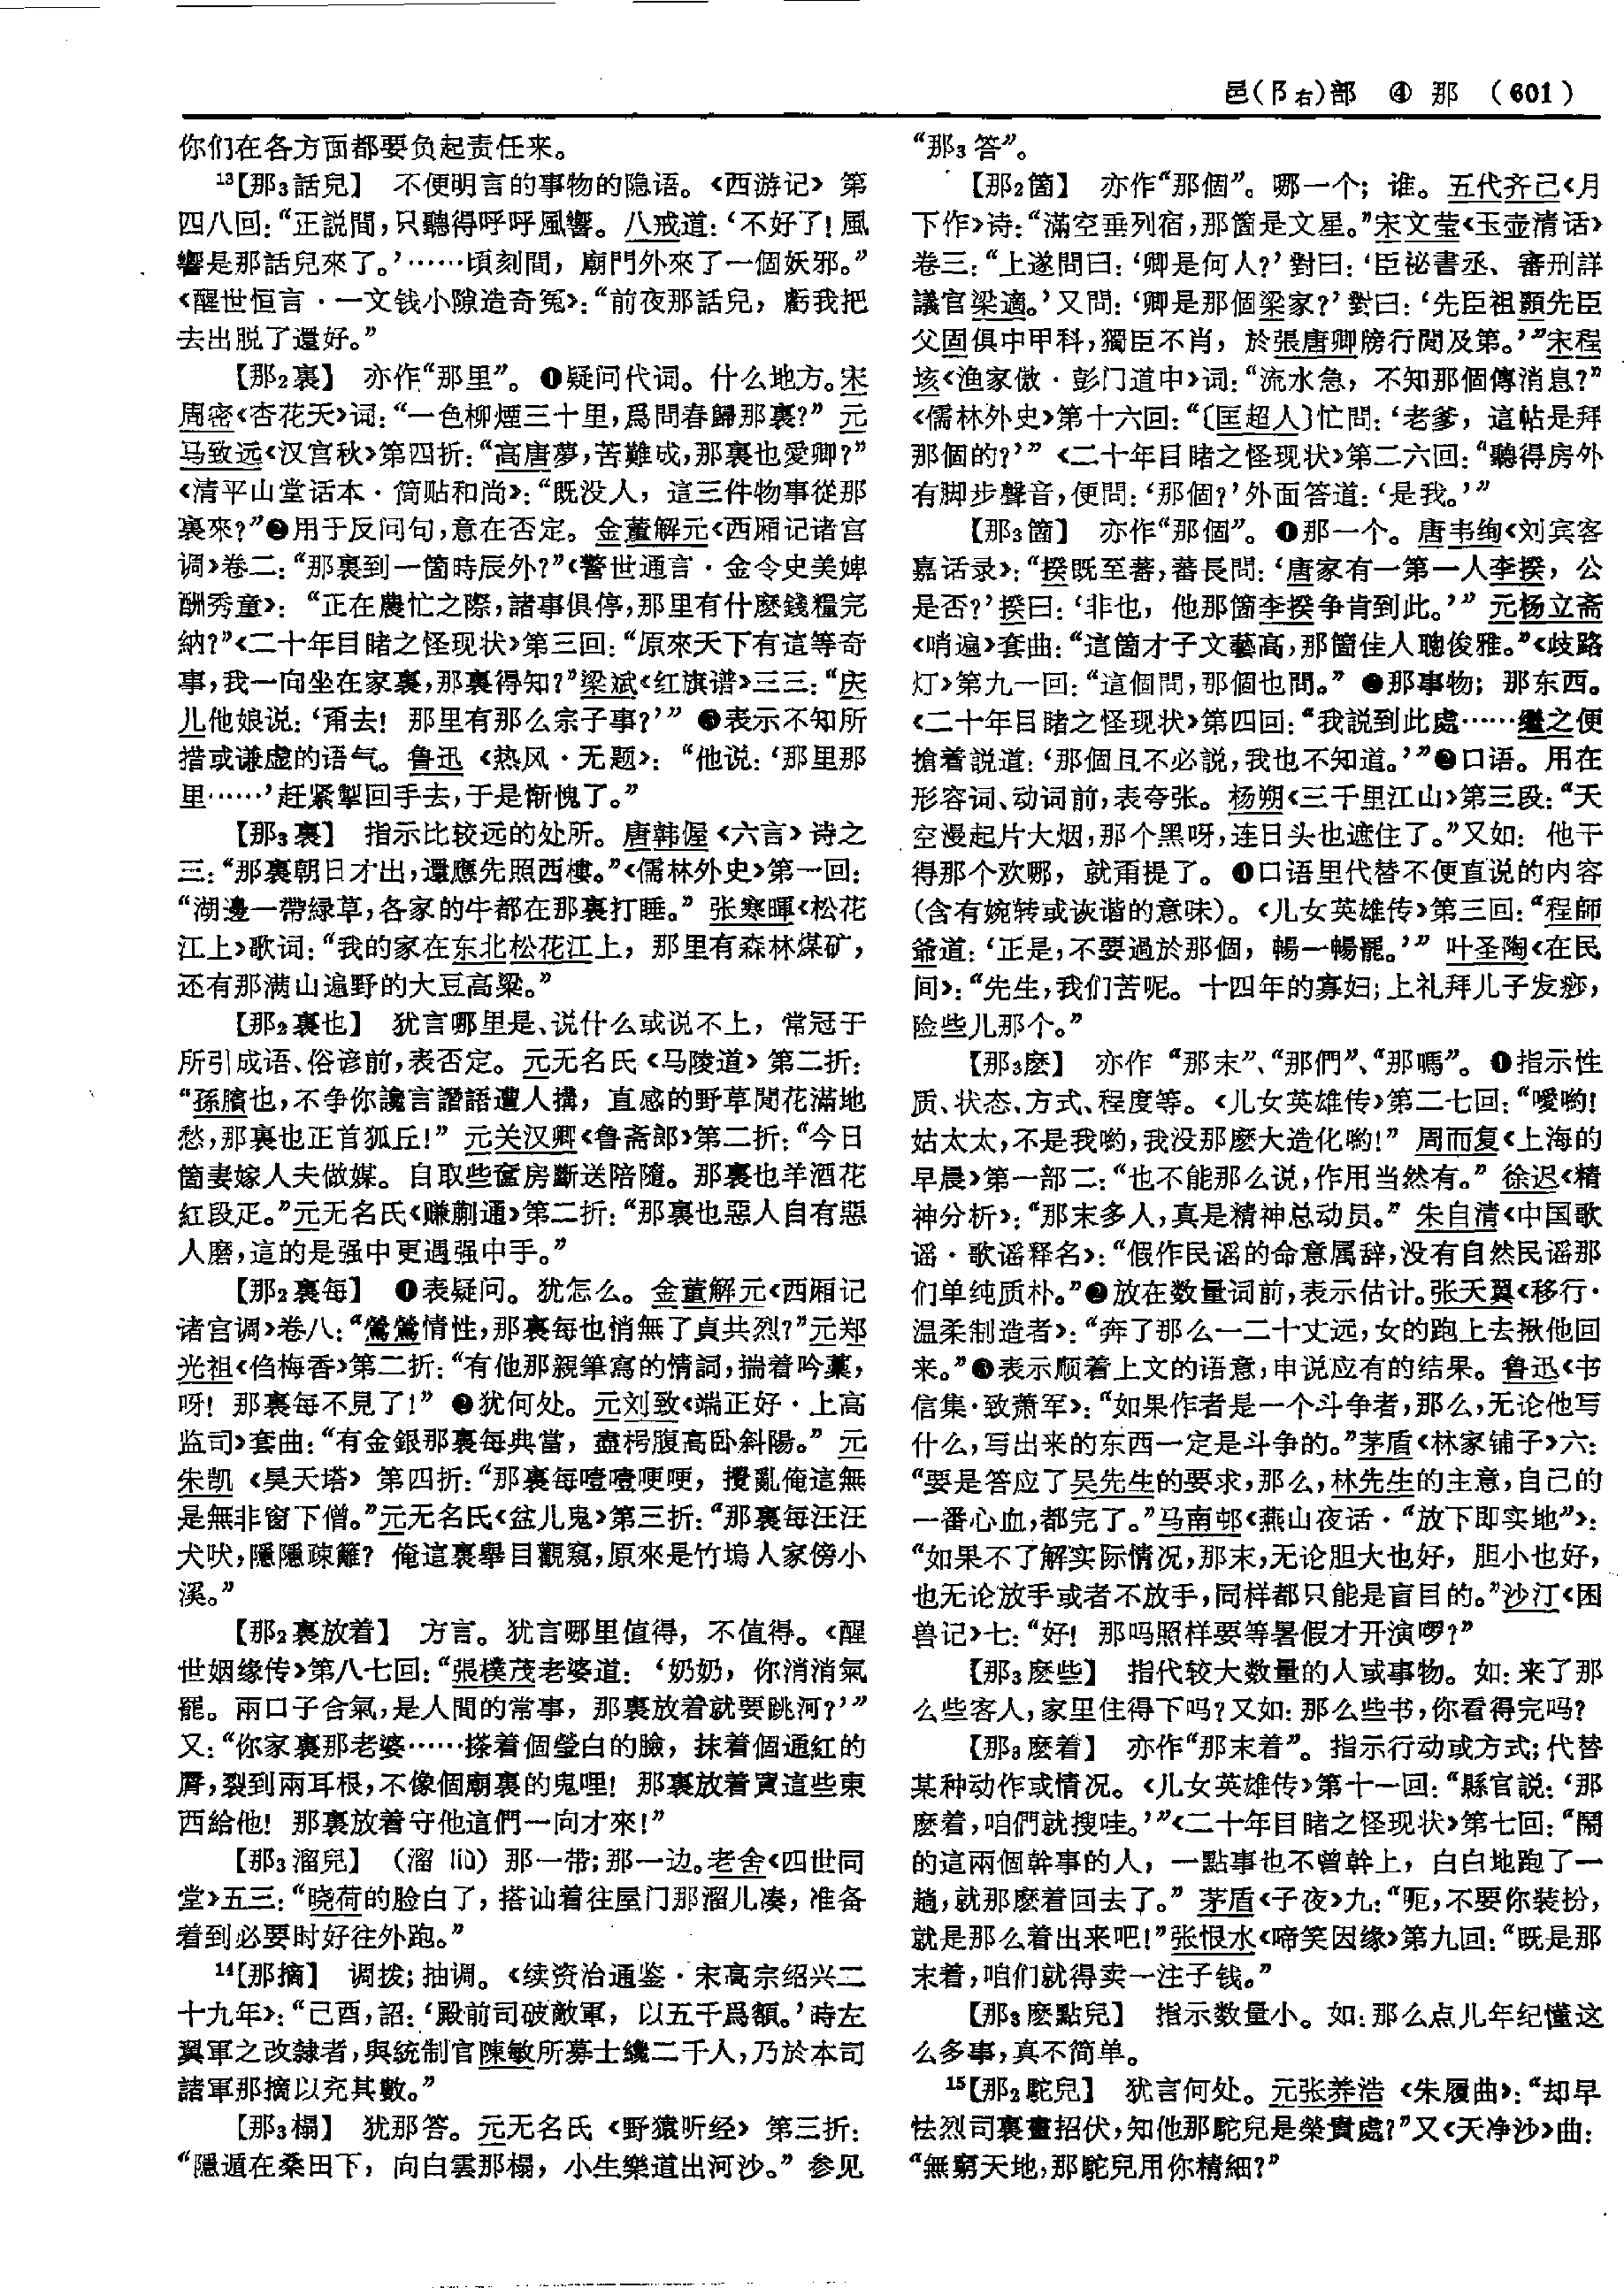 邑(阝右)部 ④ 那 (601)
你们在各方面都要负起责任来。
13【那3話兒】 不便明言的事物的隐语。《西游记》第
四八回:“正説間,只聽得呼呼風響。八戒道:‘不好了!風
響是那話兒來了。’……頃刻間,廟門外來了一個妖邪。”
《醒世恒言·一文钱小隙造奇冤》:“前夜那話兒,虧我把
去出脱了還好。”
【那2裏】 亦作“那里”。❶疑问代词。什么地方。宋
周密《杏花天》词:“一色柳煙三十里,爲問春歸那裏?” 元
马致远《汉宫秋》第四折:“高唐夢,苦難成,那裏也愛卿?”
《清平山堂话本·简贴和尚》:“既没人,這三件物事從那
裏來?”❷用于反问句,意在否定。金董解元《西厢记诸宫
调》卷二:“那裏到一箇時辰外?”《警世通言·金令史美婢
酬秀童》:“正在農忙之際,諸事俱停,那里有什麽錢糧完
納?”《二十年目睹之怪现状》第三回:“原來天下有這等奇
事,我一向坐在家裏,那裏得知?”梁斌《红旗谱》三三:“庆
儿他娘说:‘甭去! 那里有那么宗子事?’” ❸表示不知所
措或谦虚的语气。鲁迅《热风·无题》:“他说:‘那里那
里……’赶紧掣回手去,于是惭愧了。”
【那3裏】 指示比较远的处所。唐韩偓《六言》诗之
三:“那裏朝日才出,還應先照西樓。”《儒林外史》第一回:
“湖邊一帶緑草,各家的牛都在那裏打睡。” 张寒晖《松花
江上》歌词:“我的家在东北松花江上,那里有森林煤矿,
还有那满山遍野的大豆高粱。”
【那2裏也】 犹言哪里是、说什么或说不上,常冠于
所引成语、俗谚前,表否定。元无名氏《马陵道》第二折:
“孫臏也,不争你讒言譖語遭人搆,直感的野草閒花滿地
愁,那裏也正首狐丘!” 元关汉卿《鲁斋郎》第二折:“今日
箇妻嫁人夫做媒。自取些奩房斷送陪隨。那裏也羊酒花
紅段疋。”元无名氏《赚蒯通》第二折:“那裏也惡人自有惡
人磨,這的是强中更遇强中手。”
【那2裏每】 ❶表疑问。犹怎么。金董解元《西厢记
诸宫调》卷八:“鶯鶯情性,那裏每也悄無了貞共烈?”元郑
光祖《㑇梅香》第二折:“有他那親筆寫的情詞,揣着吟藁,
呀! 那裏每不見了!” ❷犹何处。元刘致《端正好·上高
监司》套曲:“有金銀那裏每典當,盡枵腹高卧斜陽。” 元
朱凯《昊天塔》第四折:“那裏每噎噎哽哽,攪亂俺這無
是無非窗下僧。”元无名氏《盆儿鬼》第三折:“那裏每汪汪
犬吠,隱隱疎籬? 俺這裏舉目觀窺,原來是竹塢人家傍小
溪。”
【那2裏放着】 方言。犹言哪里值得,不值得。《醒
世姻缘传》第八七回:“張樸茂老婆道:‘奶奶,你消消氣
罷。兩口子合氣,是人間的常事,那裏放着就要跳河?’”
又:“你家裏那老婆……搽着個瑩白的臉,抹着個通紅的
脣,裂到兩耳根,不像個廟裏的鬼哩! 那裏放着實這些東
西給他! 那裏放着守他這們一向才來!”
【那3溜兒】 (溜 liù) 那一带;那一边。老舍《四世同
堂》五三:“晓荷的脸白了,搭讪着往屋门那溜儿凑,准备
着到必要时好往外跑。”
14【那摘】 调拨;抽调。《续资治通鉴·宋高宗绍兴二
十九年》:“己酉,詔:‘殿前司破敵軍,以五千爲額。’時左
翼軍之改隸者,與統制官陳敏所募士纔二千人,乃於本司
諸軍那摘以充其數。”
【那3榻】 犹那答。元无名氏《野猿听经》第三折:
“隱遁在桑田下,向白雲那榻,小生樂道出河沙。” 参见
“那3答”。
【那2箇】 亦作“那個”。哪一个;谁。五代齐己《月
下作》诗:“滿空垂列宿,那箇是文星。”宋文莹《玉壶清话》
卷三:“上遂問曰:‘卿是何人?’對曰:‘臣祕書丞、審刑詳
議官梁適。’又問:‘卿是那個梁家?’對曰:‘先臣祖顥先臣
父固俱中甲科,獨臣不肖,於張唐卿牓行間及第。’”宋程
垓《渔家傲·彭门道中》词:“流水急,不知那個傳消息?”
《儒林外史》第十六回:“〔匡超人〕忙問:‘老爹,這帖是拜
那個的?’” 《二十年目睹之怪现状》第二六回:“聽得房外
有脚步聲音,便問:‘那個?’外面答道:‘是我。’”
【那3箇】 亦作“那個”。❶那一个。唐韦绚《刘宾客
嘉话录》:“揆既至蕃,蕃長問:‘唐家有一第一人李揆,公
是否?’揆曰:‘非也,他那箇李揆争肯到此。’” 元杨立斋
《哨遍》套曲:“這箇才子文藝高,那箇佳人聰俊雅。”《歧路
灯》第九一回:“這個問,那個也問。” ❷那事物;那东西。
《二十年目睹之怪现状》第四回:“我説到此處……繼之便
搶着説道:‘那個且不必説,我也不知道。’”❷口语。用在
形容词、动词前,表夸张。杨朔《三千里江山》第三段:“天
空漫起片大烟,那个黑呀,连日头也遮住了。”又如:他干
得那个欢哪,就甭提了。❹口语里代替不便直说的内容
(含有婉转或诙谐的意味)。《儿女英雄传》第三回:“程師
爺道:‘正是,不要過於那個,暢一暢罷。’” 叶圣陶《在民
间》:“先生,我们苦呢。十四年的寡妇;上礼拜儿子发痧,
险些儿那个。”
【那3麽】 亦作 “那末”、“那們”、“那嗎”。❶指示性
质、状态、方式、程度等。《儿女英雄传》第二七回:“噯哟!
姑太太,不是我哟,我没那麽大造化哟!” 周而复《上海的
早晨》第一部二:“也不能那么说,作用当然有。” 徐迟《精
神分析》:“那末多人,真是精神总动员。” 朱自清《中国歌
谣·歌谣释名》:“假作民谣的命意属辞,没有自然民谣那
们单纯质朴。”❷放在数量词前,表示估计。张天翼《移行·
温柔制造者》:“奔了那么一二十丈远,女的跑上去揪他回
来。”❸表示顺着上文的语意,申说应有的结果。鲁迅《书
信集·致萧军》:“如果作者是一个斗争者,那么,无论他写
什么,写出来的东西一定是斗争的。”茅盾《林家铺子》六:
“要是答应了吴先生的要求,那么,林先生的主意,自己的
一番心血,都完了。”马南邨《燕山夜话·“放下即实地”》:
“如果不了解实际情况,那末,无论胆大也好,胆小也好,
也无论放手或者不放手,同样都只能是盲目的。”沙汀《困
兽记》七:“好! 那吗照样要等暑假才开演啰?”
【那3麽些】 指代较大数量的人或事物。如:来了那
么些客人,家里住得下吗?又如:那么些书,你看得完吗?
【那3麽着】 亦作“那末着”。指示行动或方式;代替
某种动作或情况。《儿女英雄传》第十一回:“縣官説:‘那
麽着,咱們就搜哇。’”《二十年目睹之怪现状》第七回:“鬧
的這兩個幹事的人,一點事也不曾幹上,白白地跑了一
趟,就那麽着回去了。” 茅盾《子夜》九:“呃,不要你装扮,
就是那么着出来吧!”张恨水《啼笑因缘》第九回:“既是那
末着,咱们就得卖一注子钱。”
【那3麽點兒】 指示数量小。如:那么点儿年纪懂这
么多事,真不简单。
15【那2駝兒】 犹言何处。元张养浩《朱履曲》:“却早
怯烈司裏畫招伏,知他那駝兒是榮貴處?”又《天净沙》曲:
“無窮天地,那駝兒用你精細?”